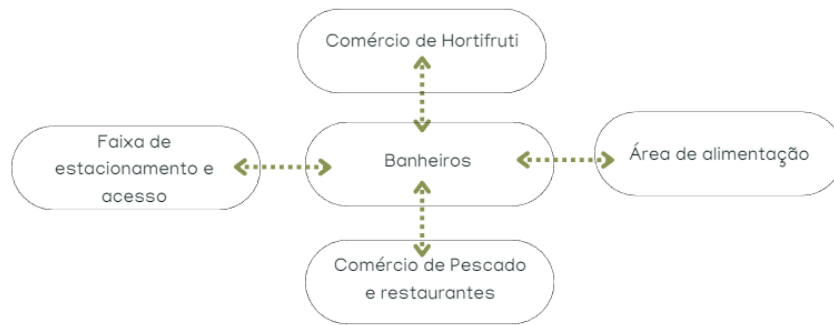 Comércio de Hortifruti
Faixa de
estacionamento e
acesso
Banheiros
Área de alimentação
Comércio de Pescado
e restaurantes